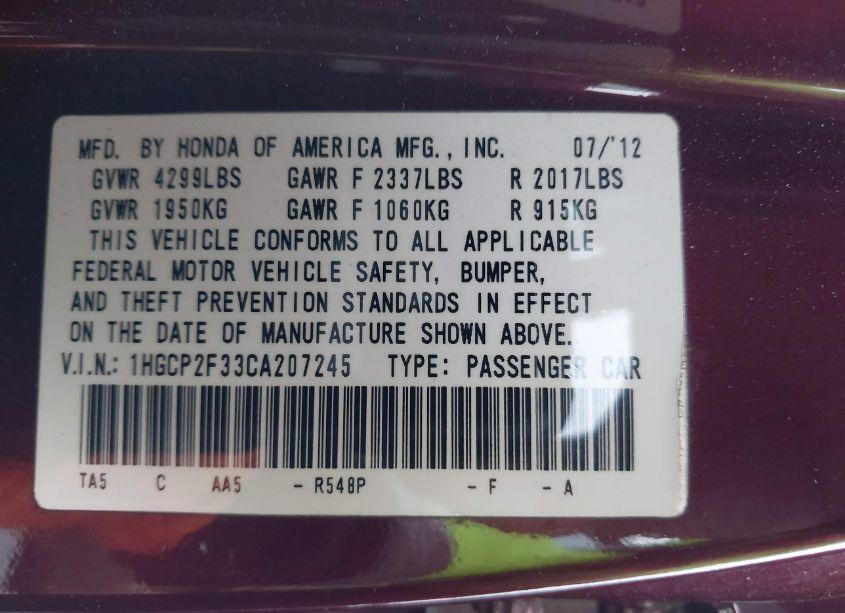 MFD. BY HONDA OF AMERICA MFG., INC. 07/'12
GVWR 4299LBS GAWR F 2337LBS R 2017LBS
GVWR 1950KG GAWR F 1060KG R 915KG
THIS VEHICLE CONFORMS TO ALL APPLICABLE
FEDERAL MOTOR VEHICLE SAFETY, BUMPER,
AND THEFT PREVENTION STANDARDS IN EFFECT
ON THE DATE OF MANUFACTURE SHOWN ABOVE.
V.I.N.: 1HGCP2F33CA207245 TYPE: PASSENGER CAR
TA5 C AA5 - R548P - F - A